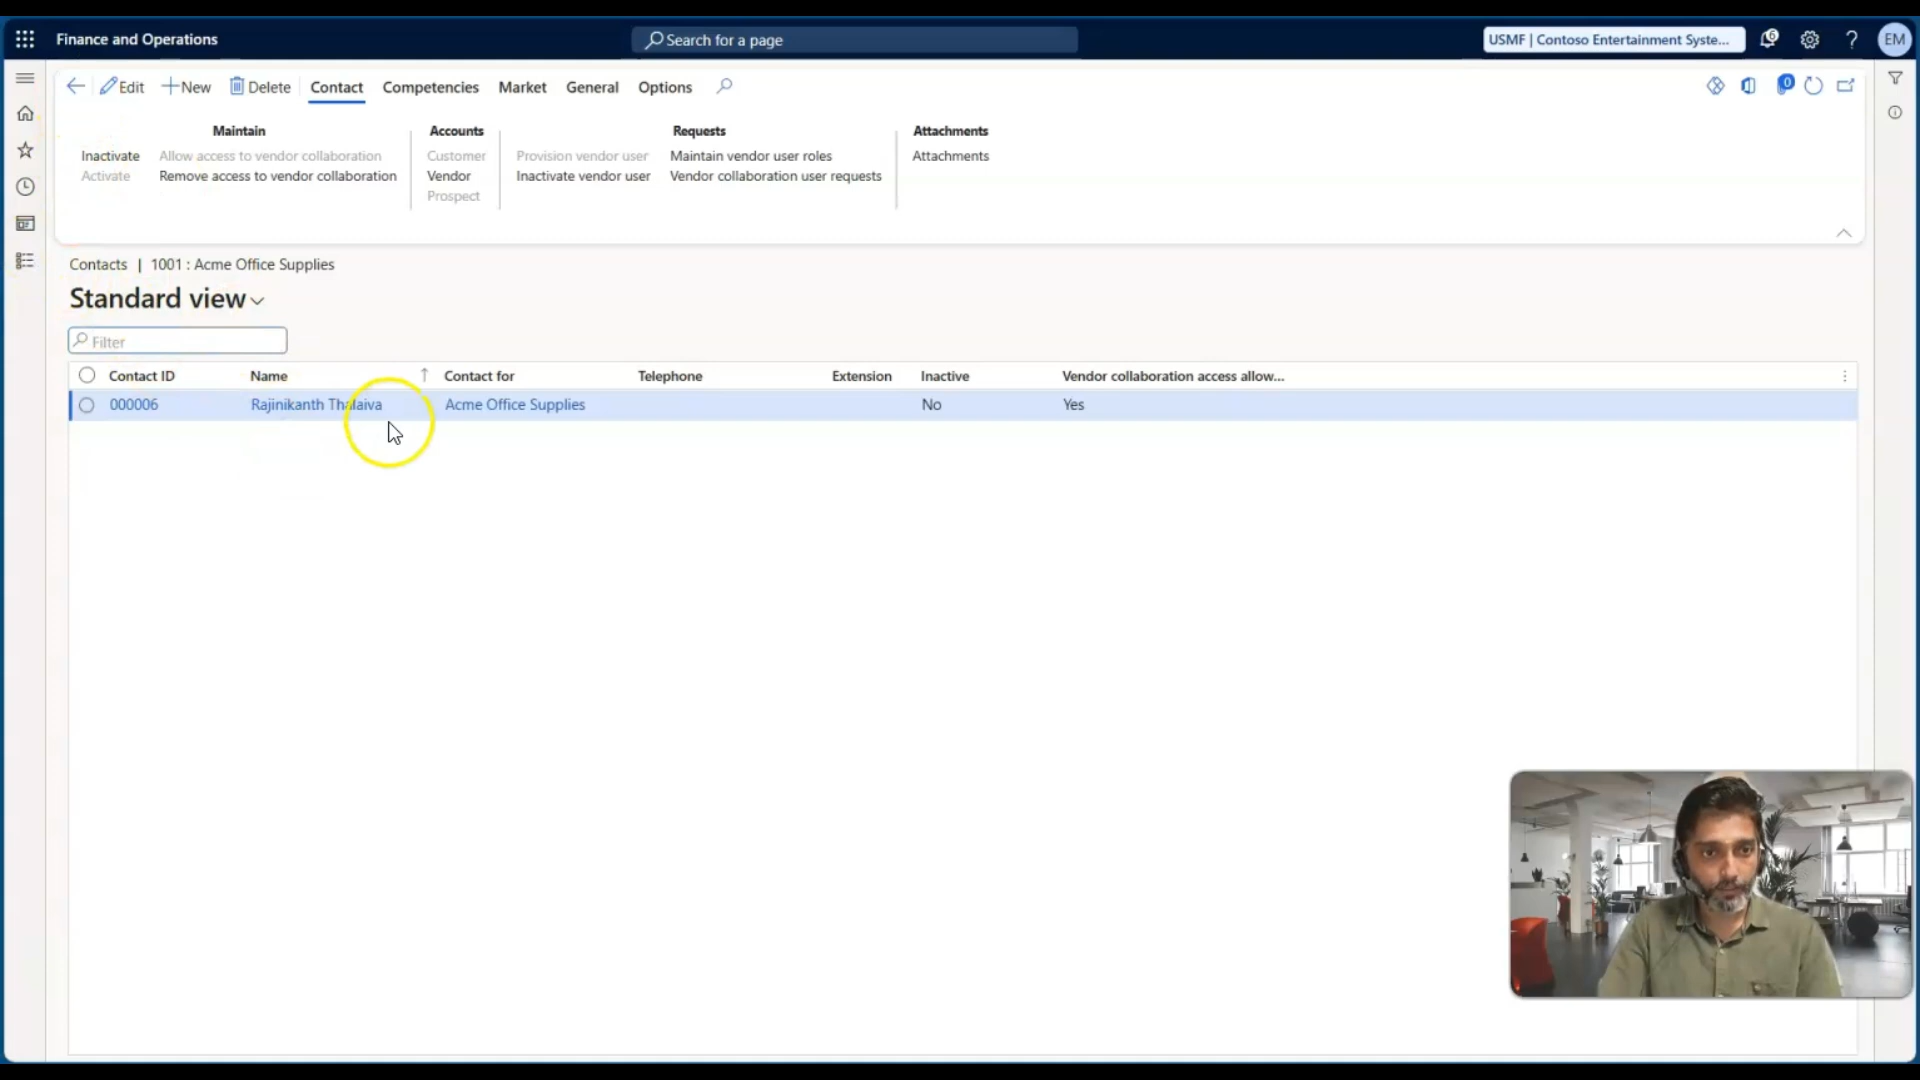 Finance and Operations
Search for a page
USMF | Contoso Entertainment Syste...
6
?
EM
Edit
New
Delete
Contact
Competencies
Market
General
Options
0
Maintain
Accounts
Requests
Attachments
Inactivate
Allow access to vendor collaboration
Customer
Provision vendor user
Maintain vendor user roles
Attachments
Activate
Remove access to vendor collaboration
Vendor
Inactivate vendor user
Vendor collaboration user requests
Prospect
Contacts | 1001 : Acme Office Supplies
Standard view
Filter
Contact ID
Name
Contact for
Telephone
Extension
Inactive
Vendor collaboration access allow...
000006
Rajinikanth Thalaiva
Acme Office Supplies
No
Yes